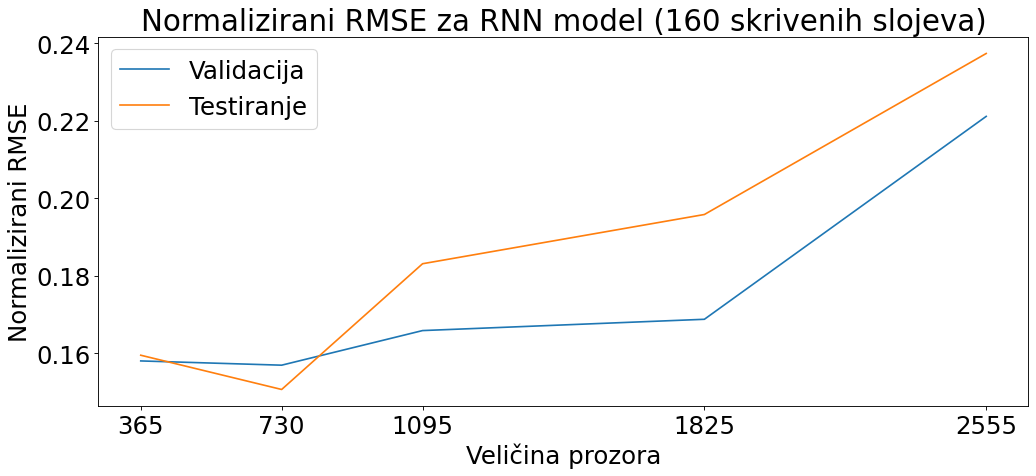 Normalizirani RMSE za RNN model (160 skrivenih slojeva)
Validacija
Testiranje
Normalizirani RMSE
0.24
0.22
0.20
0.18
0.16
365 730 1095 1825 2555
Veličina prozora